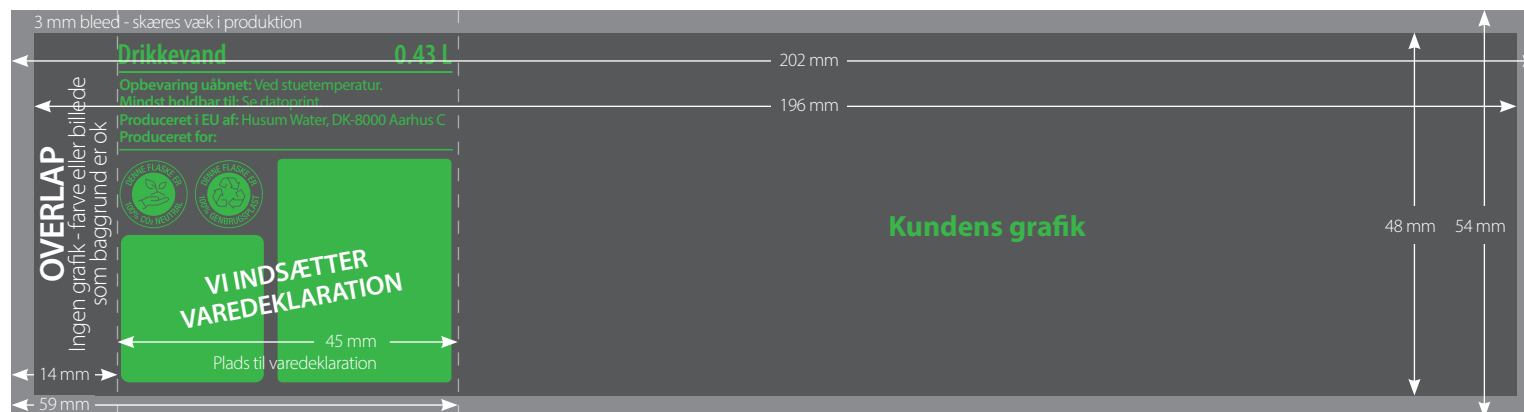 3 mm bleed - skæres væk i produktion
Drikkevand 0.43 L
202 mm
Opbevaring uåbnet: Ved stuetemperatur.
Mindst holdbar til: Se datoprint
196 mm
Produceret i EU af: Husum Water, DK-8000 Aarhus C
Produceret for:
OVERLAP
Ingen grafik - farve eller billede
som baggrund er ok
DENNE FLASKE ER
100% CO₂ NEUTRAL
DENNE FLASKE ER
100% GENBRUGSPLAST
Kundens grafik
48 mm
54 mm
VI INDSÆTTER
VAREDEKLARATION
45 mm
Plads til varedeklaration
14 mm
59 mm